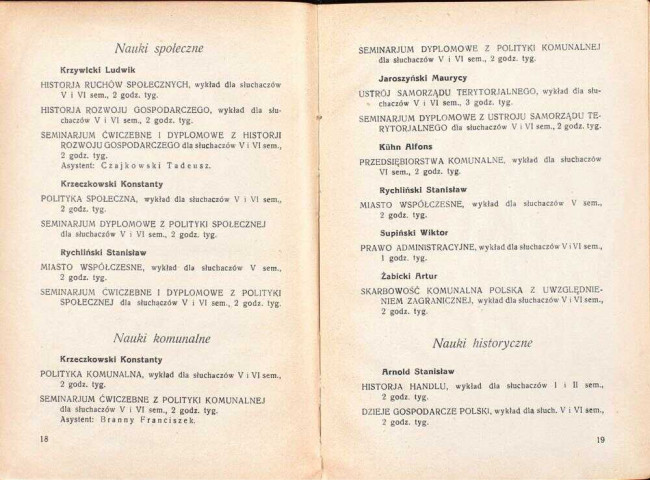 Nauki społeczne
Krzywicki Ludwik
HISTORJA RUCHÓW SPOŁECZNYCH, wykład dla słuchaczów
V i VI sem., 2 godz. tyg.
HISTORJA ROZWOJU GOSPODARCZEGO, wykład dla słu-
chaczów V i VI sem., 2 godz. tyg.
SEMINARJUM ĆWICZEBNE I DYPLOMOWE Z HISTORJI
ROZWOJU GOSPODARCZEGO dla słuchaczów V i VI sem.,
2 godz. tyg.
Asystent: Czajkowski Tadeusz.
Krzeczkowski Konstanty
POLITYKA SPOŁECZNA, wykład dla słuchaczów V i VI sem.,
2 godz. tyg.
SEMINARJUM DYPLOMOWE Z POLITYKI SPOŁECZNEJ
dla słuchaczów V i VI sem., 2 godz. tyg.
Rychliński Stanisław
MIASTO WSPÓŁCZESNE, wykład dla słuchaczów V sem.,
2 godz. tyg.
SEMINARJUM ĆWICZEBNE I DYPLOMOWE Z POLITYKI
SPOŁECZNEJ dla słuchaczów V i VI sem., 2 godz. tyg.
Nauki komunalne
Krzeczkowski Konstanty
POLITYKA KOMUNALNA, wykład dla słuchaczów V i VI sem.,
2 godz. tyg.
SEMINARJUM ĆWICZEBNE Z POLITYKI KOMUNALNEJ
dla słuchaczów V i VI sem., 2 godz. tyg.
Asystent: Branny Franciszek.
18
SEMINARJUM DYPLOMOWE Z POLITYKI KOMUNALNEJ
dla słuchaczów V i VI sem., 2 godz. tyg.
Jaroszyński Maurycy
USTRÓJ SAMORZĄDU TERYTORJALNEGO, wykład dla słu-
chaczów V i VI sem., 3 godz. tyg.
SEMINARJUM DYPLOMOWE Z USTROJU SAMORZĄDU TE-
RYTORJALNEGO dla słuchaczów V i VI sem., 2 godz. tyg.
Kühn Alfons
PRZEDSIĘBIORSTWA KOMUNALNE, wykład dla słuchaczów
VI sem., 2 godz. tyg.
Rychliński Stanisław
MIASTO WSPÓŁCZESNE, wykład dla słuchaczów V sem.,
2 godz. tyg.
Supiński Wiktor
PRAWO ADMINISTRACYJNE, wykład dla słuchaczów V i VI sem.,
1 godz. tyg.
Żabicki Artur
SKARBOWOŚĆ KOMUNALNA POLSKA Z UWZGLĘDNIE-
NIEM ZAGRANICZNEJ, wykład dla słuchaczów V i VI sem.,
2 godz. tyg.
Nauki historyczne
Arnold Stanisław
HISTORJA HANDLU, wykład dla słuchaczów I i II sem.,
2 godz. tyg.
DZIEJE GOSPODARCZE POLSKI, wykład dla słuch. V i VI sem.,
2 godz. tyg.
19